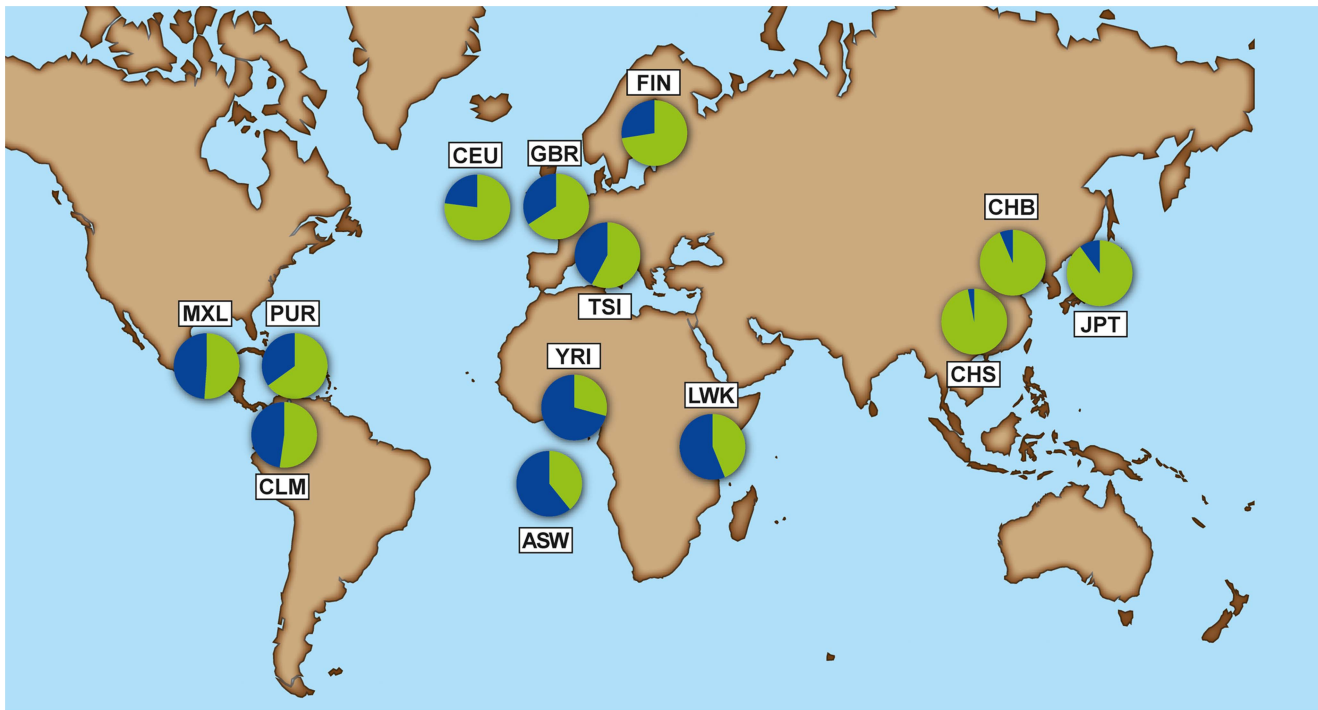 FIN
CEU
GBR
CHB
TSI
JPT
MXL
PUR
YRI
CHS
LWK
CLM
ASW